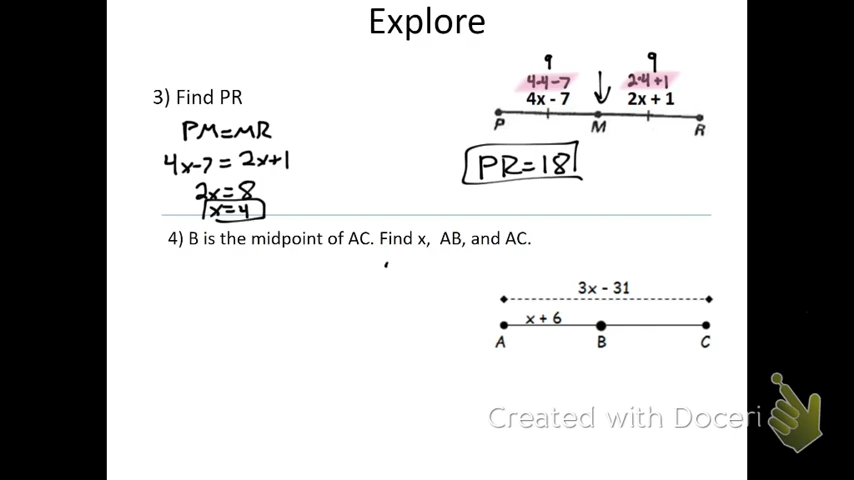 Explore
9 9
4·4-7 2·4+1
3) Find PR 4x - 7 2x + 1
P M R
PM=MR
4x-7=2x+1
PR=18
2x=8
x=4
4) B is the midpoint of AC. Find x, AB, and AC.
3x - 31
x + 6
A B C
Created with Doceri